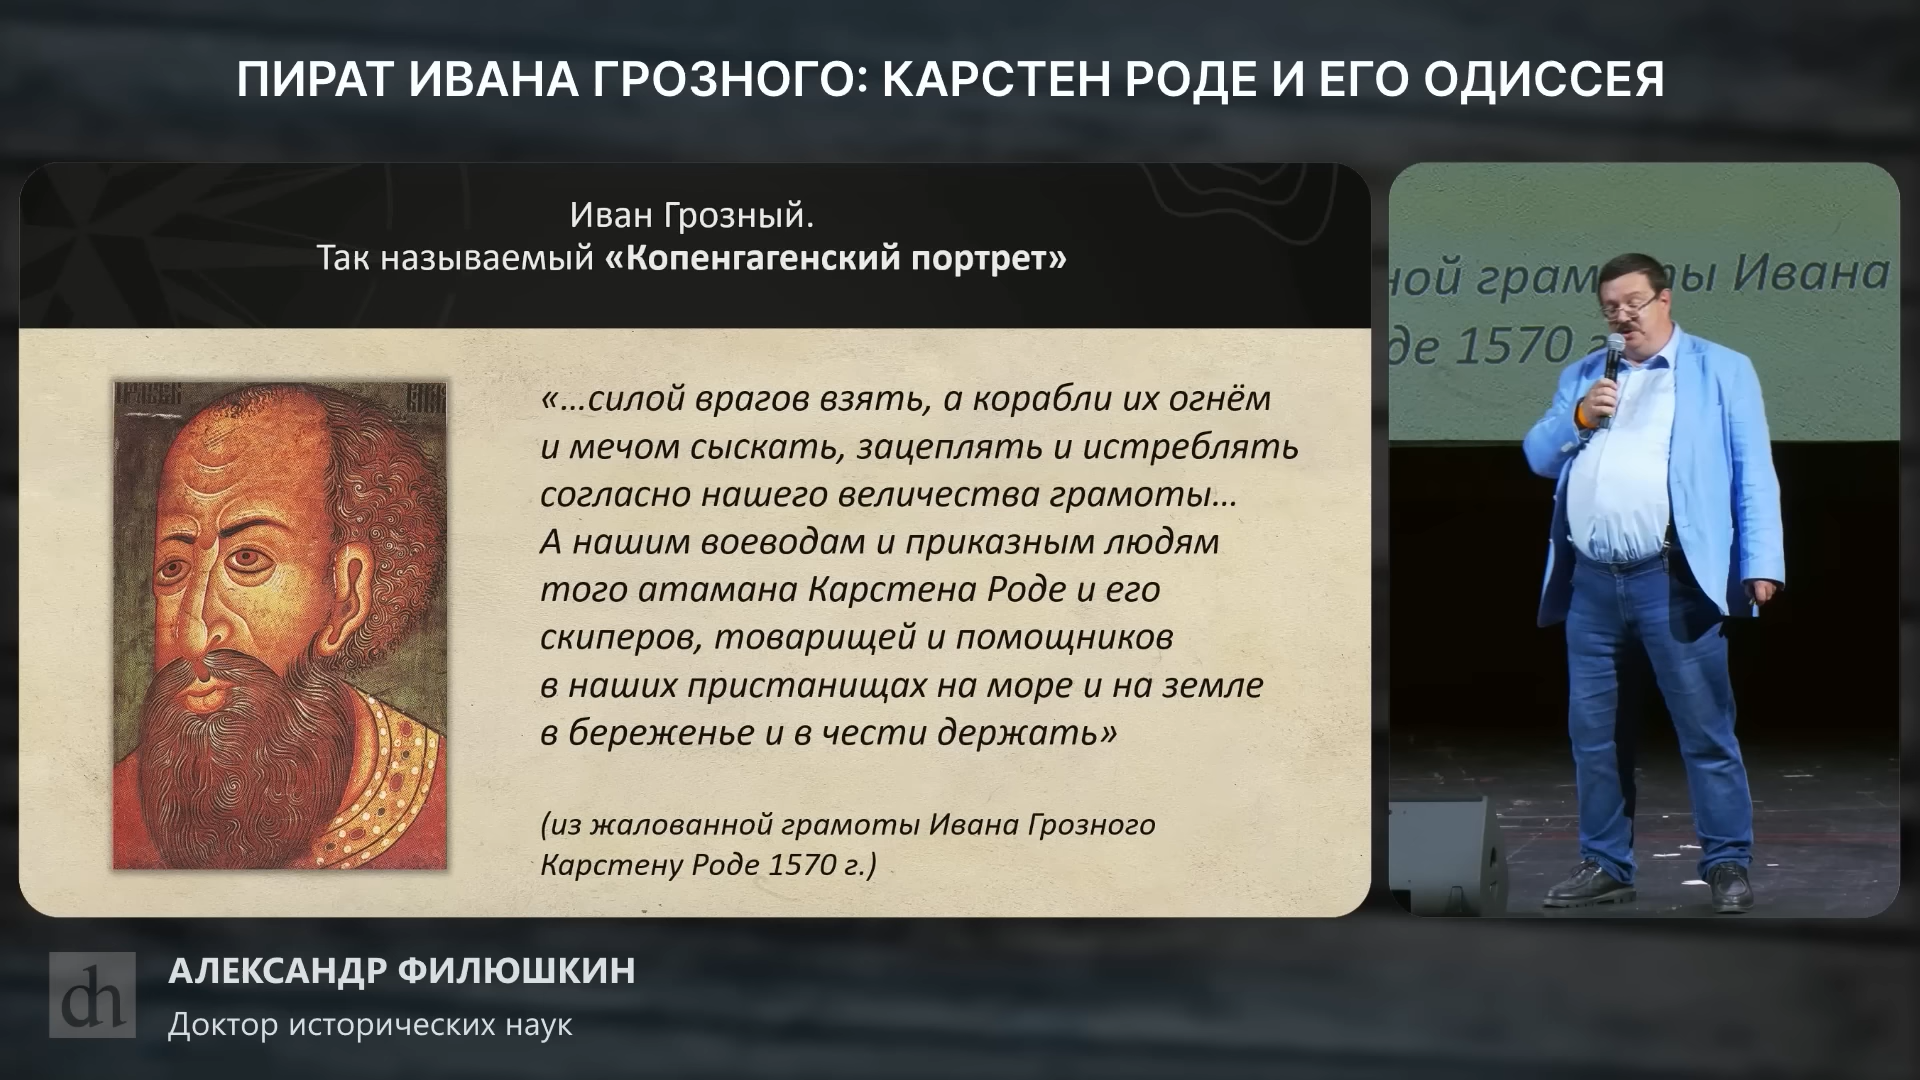 ПИРАТ ИВАНА ГРОЗНОГО: КАРСТЕН РОДЕ И ЕГО ОДИССЕЯ
Иван Грозный.
Так называемый «Копенгагенский портрет»
«...силой врагов взять, а корабли их огнём
и мечом сыскать, зацеплять и истреблять
согласно нашего величества грамоты...
А нашим воеводам и приказным людям
того атамана Карстена Роде и его
скиперов, товарищей и помощников
в наших пристанищах на море и на земле
в береженье и в чести держать»
(из жалованной грамоты Ивана Грозного
Карстену Роде 1570 г.)
ной грам ты Ивана
де 1570 г
dh
АЛЕКСАНДР ФИЛЮШКИН
Доктор исторических наук